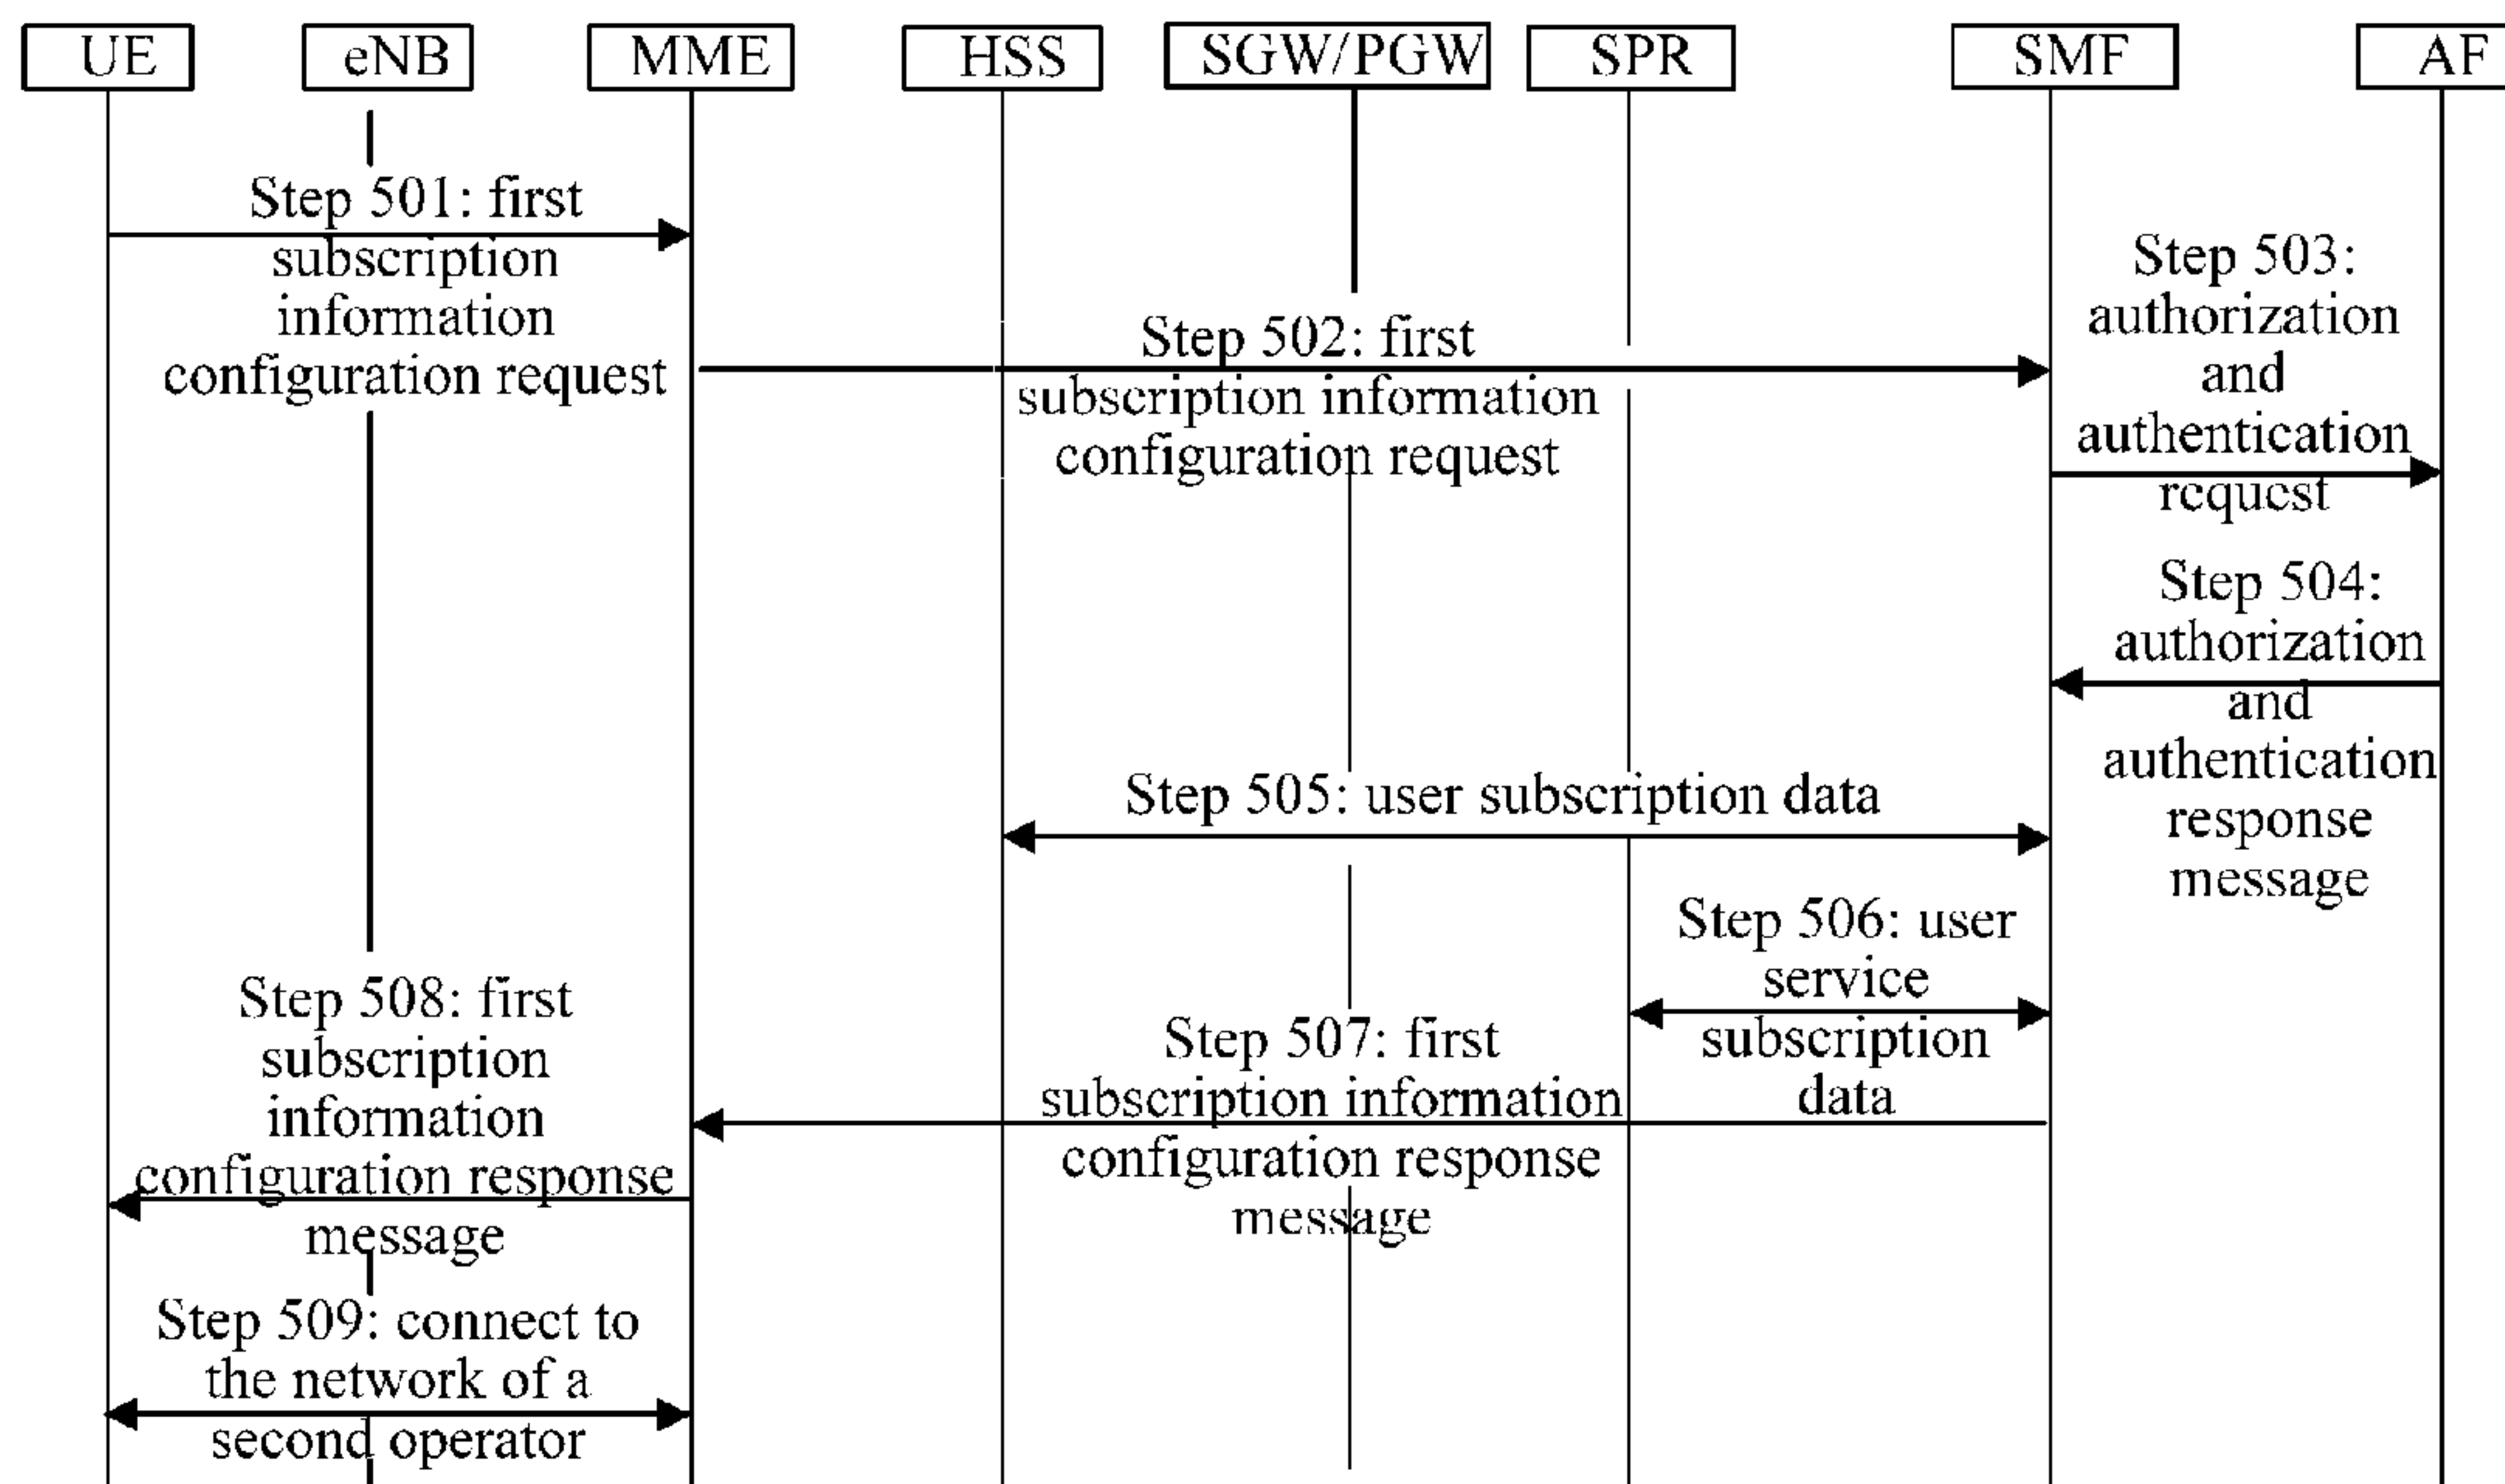 UE
eNB
MME
HSS
SGW/PGW
SPR
SMF
AF
Step 501: first
subscription
information
configuration request
Step 502: first
subscription information
configuration request
Step 503:
authorization
and
authentication
request
Step 504:
authorization
and
authentication
response
message
Step 505: user subscription data
Step 506: user
service
subscription
data
Step 507: first
subscription information
configuration response
message
Step 508: first
subscription
information
configuration response
message
Step 509: connect to
the network of a
second operator